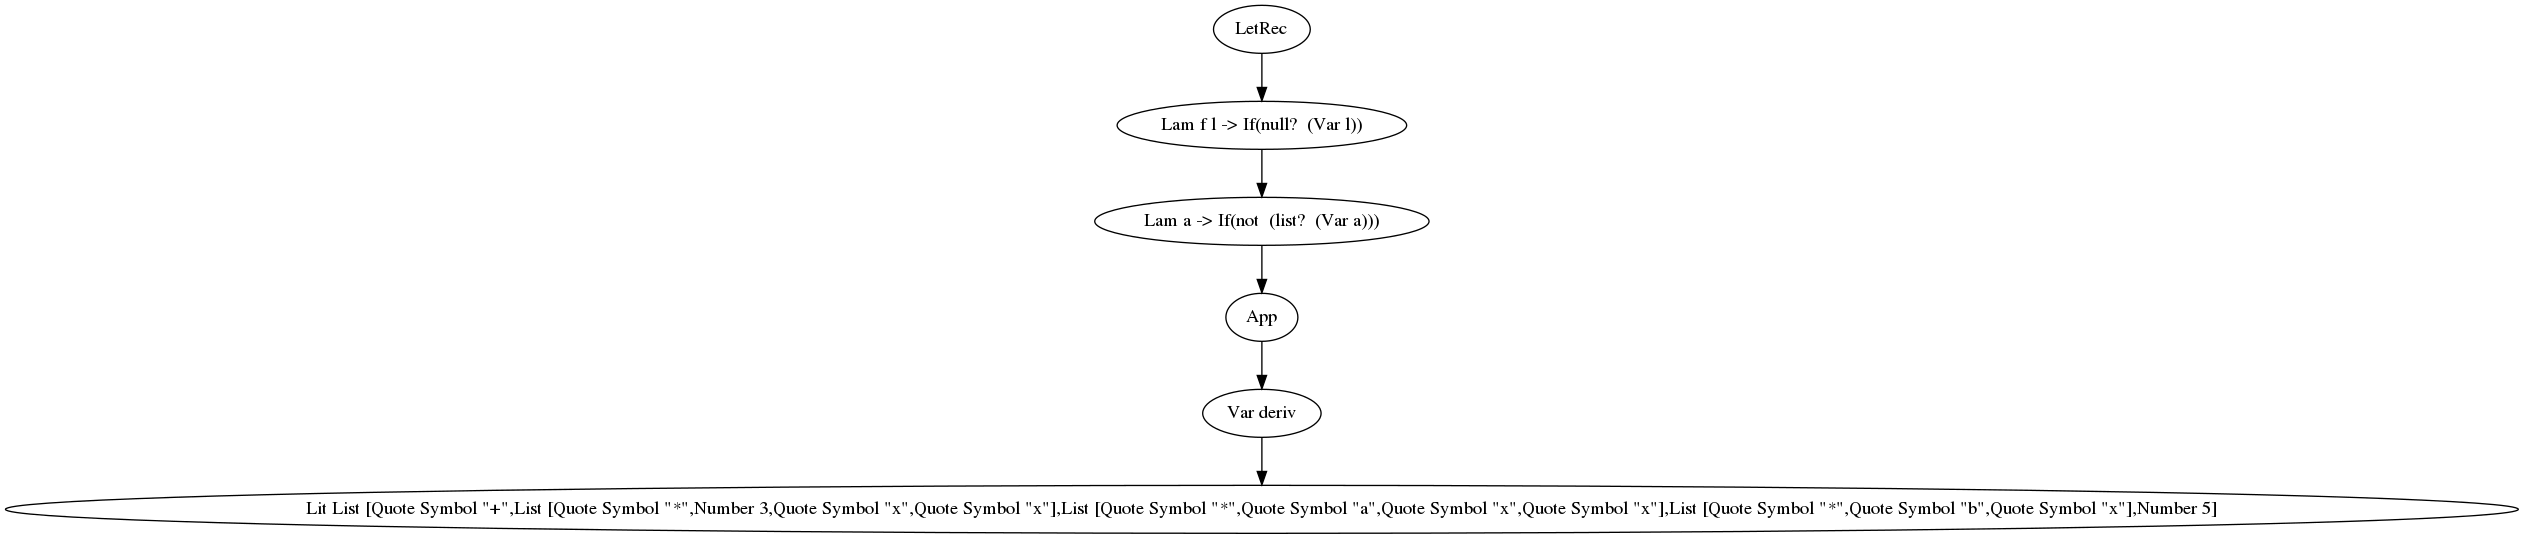 LetRec
Lam f l -> If(null?  (Var l))
Lam a -> If(not  (list?  (Var a)))
App
Var deriv
Lit List [Quote Symbol "+",List [Quote Symbol "*",Number 3,Quote Symbol "x",Quote Symbol "x"],List [Quote Symbol "*",Quote Symbol "a",Quote Symbol "x",Quote Symbol "x"],List [Quote Symbol "*",Quote Symbol "b",Quote Symbol "x"],Number 5]